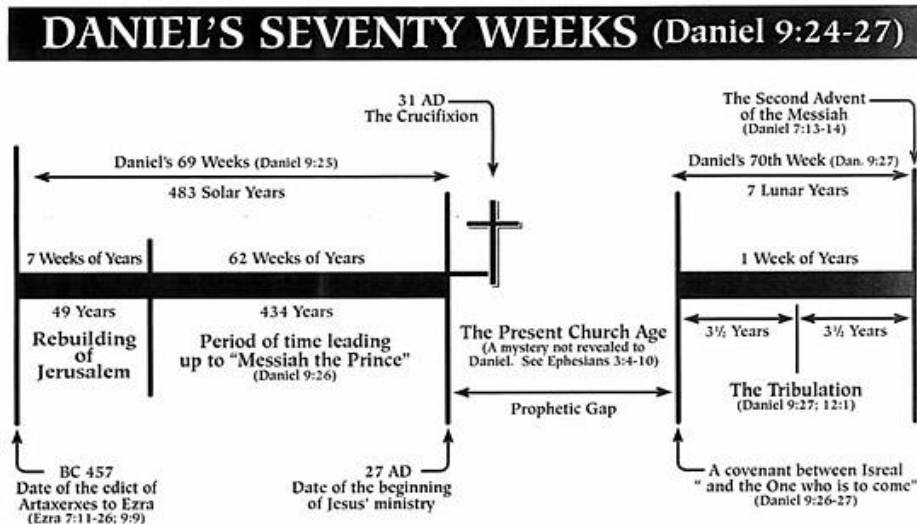 DANIEL'S SEVENTY WEEKS (Daniel 9:24-27)
31 AD
The Crucifixion
The Second Advent
of the Messiah
(Daniel 7:13-14)
Daniel's 69 Weeks (Daniel 9:25)
483 Solar Years
Daniel's 70th Week (Dan. 9:27)
7 Lunar Years
7 Weeks of Years
62 Weeks of Years
1 Week of Years
49 Years
Rebuilding
of
Jerusalem
434 Years
Period of time leading
up to "Messiah the Prince"
(Daniel 9:26)
The Present Church Age
(A mystery not revealed to
Daniel. See Ephesians 3:4-10)
Prophetic Gap
3½ Years
3½ Years
The Tribulation
(Daniel 9:27; 12:1)
BC 457
Date of the edict of
Artaxerxes to Ezra
(Ezra 7:11-26; 9:9)
27 AD
Date of the beginning
of Jesus' ministry
A covenant between Isreal
" and the One who is to come"
(Daniel 9:26-27)